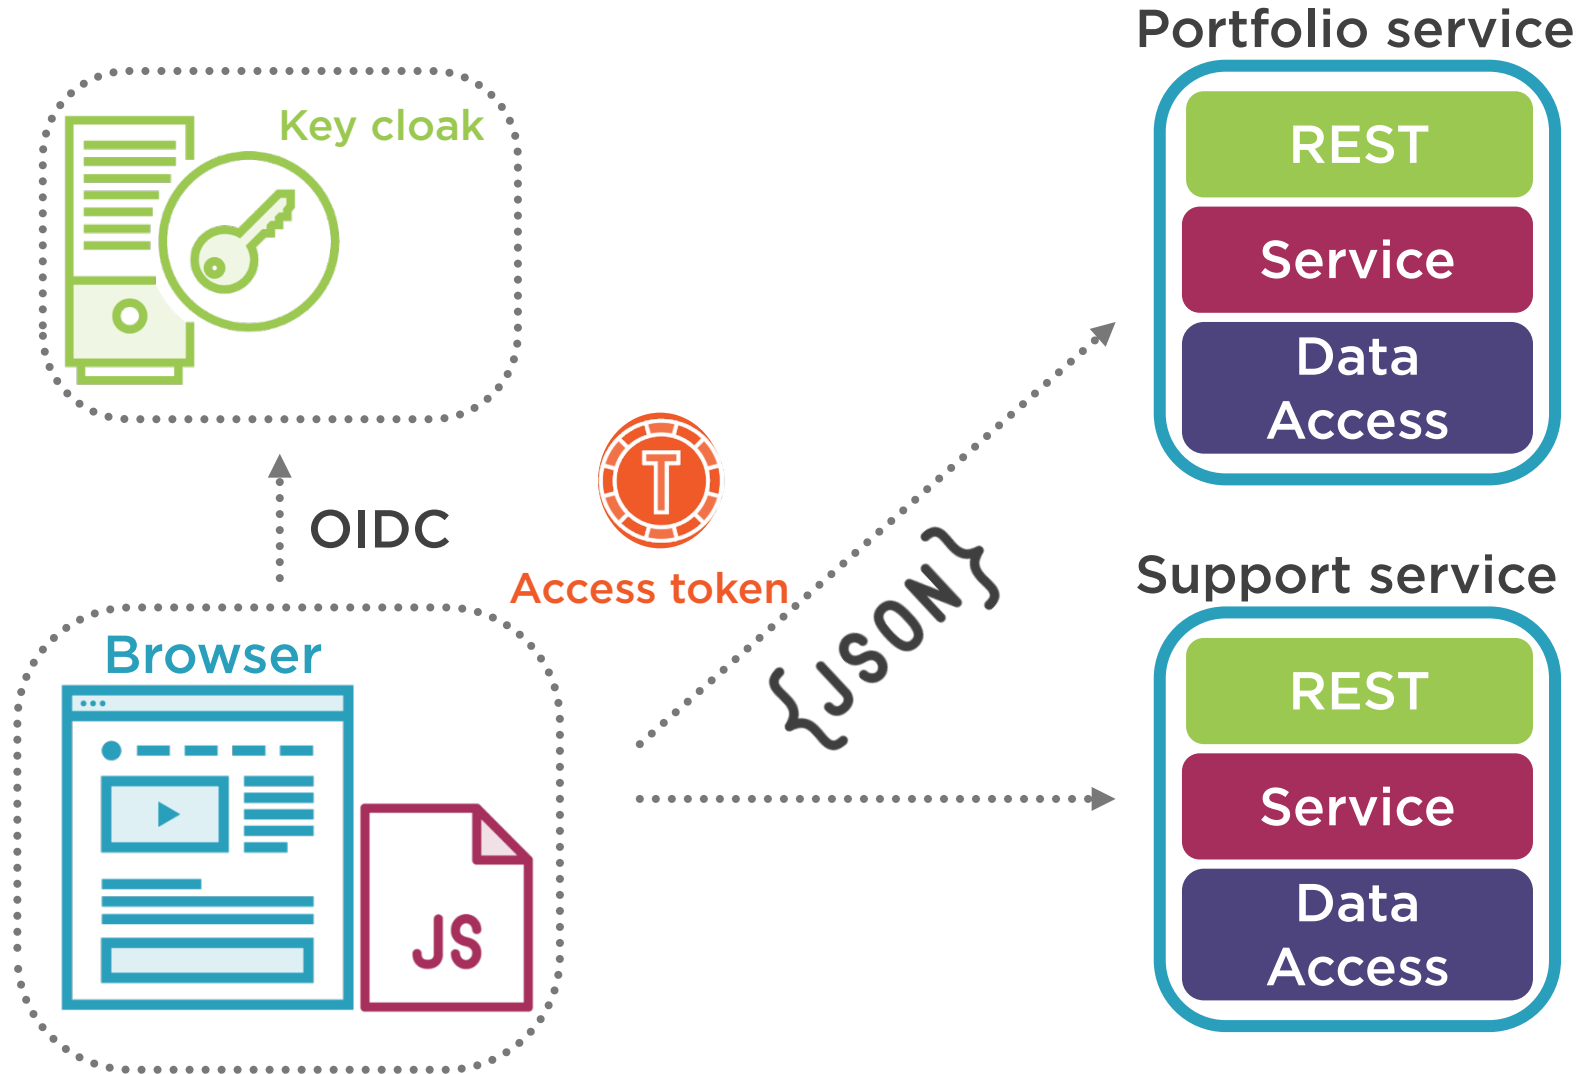 Portfolio service
REST
Service
Data
Access
Key cloak
T
Access token
OIDC
{JSON}
Support service
REST
Service
Data
Access
Browser
JS